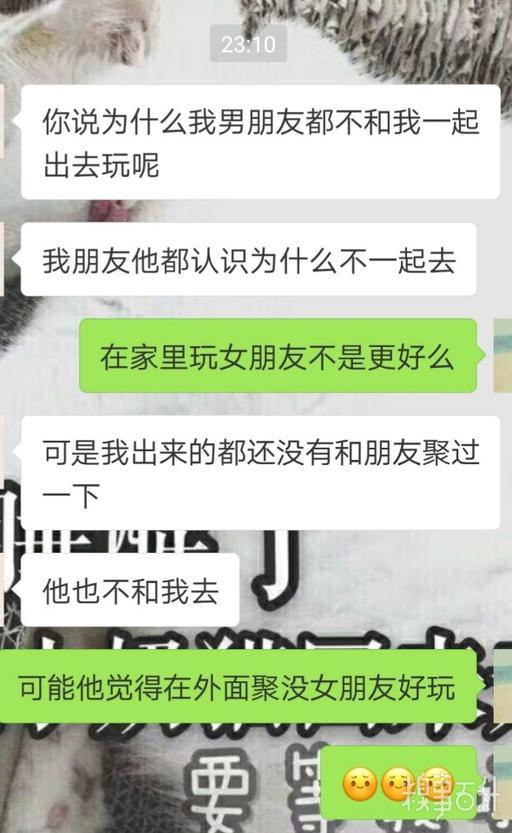 23:10
你说为什么我男朋友都不和我一起
出去玩呢
我朋友他都认识为什么不一起去
在家里玩女朋友不是更好么
可是我出来的都还没有和朋友聚过
一下
他也不和我去
可能他觉得在外面聚没女朋友好玩
要
糗事百科